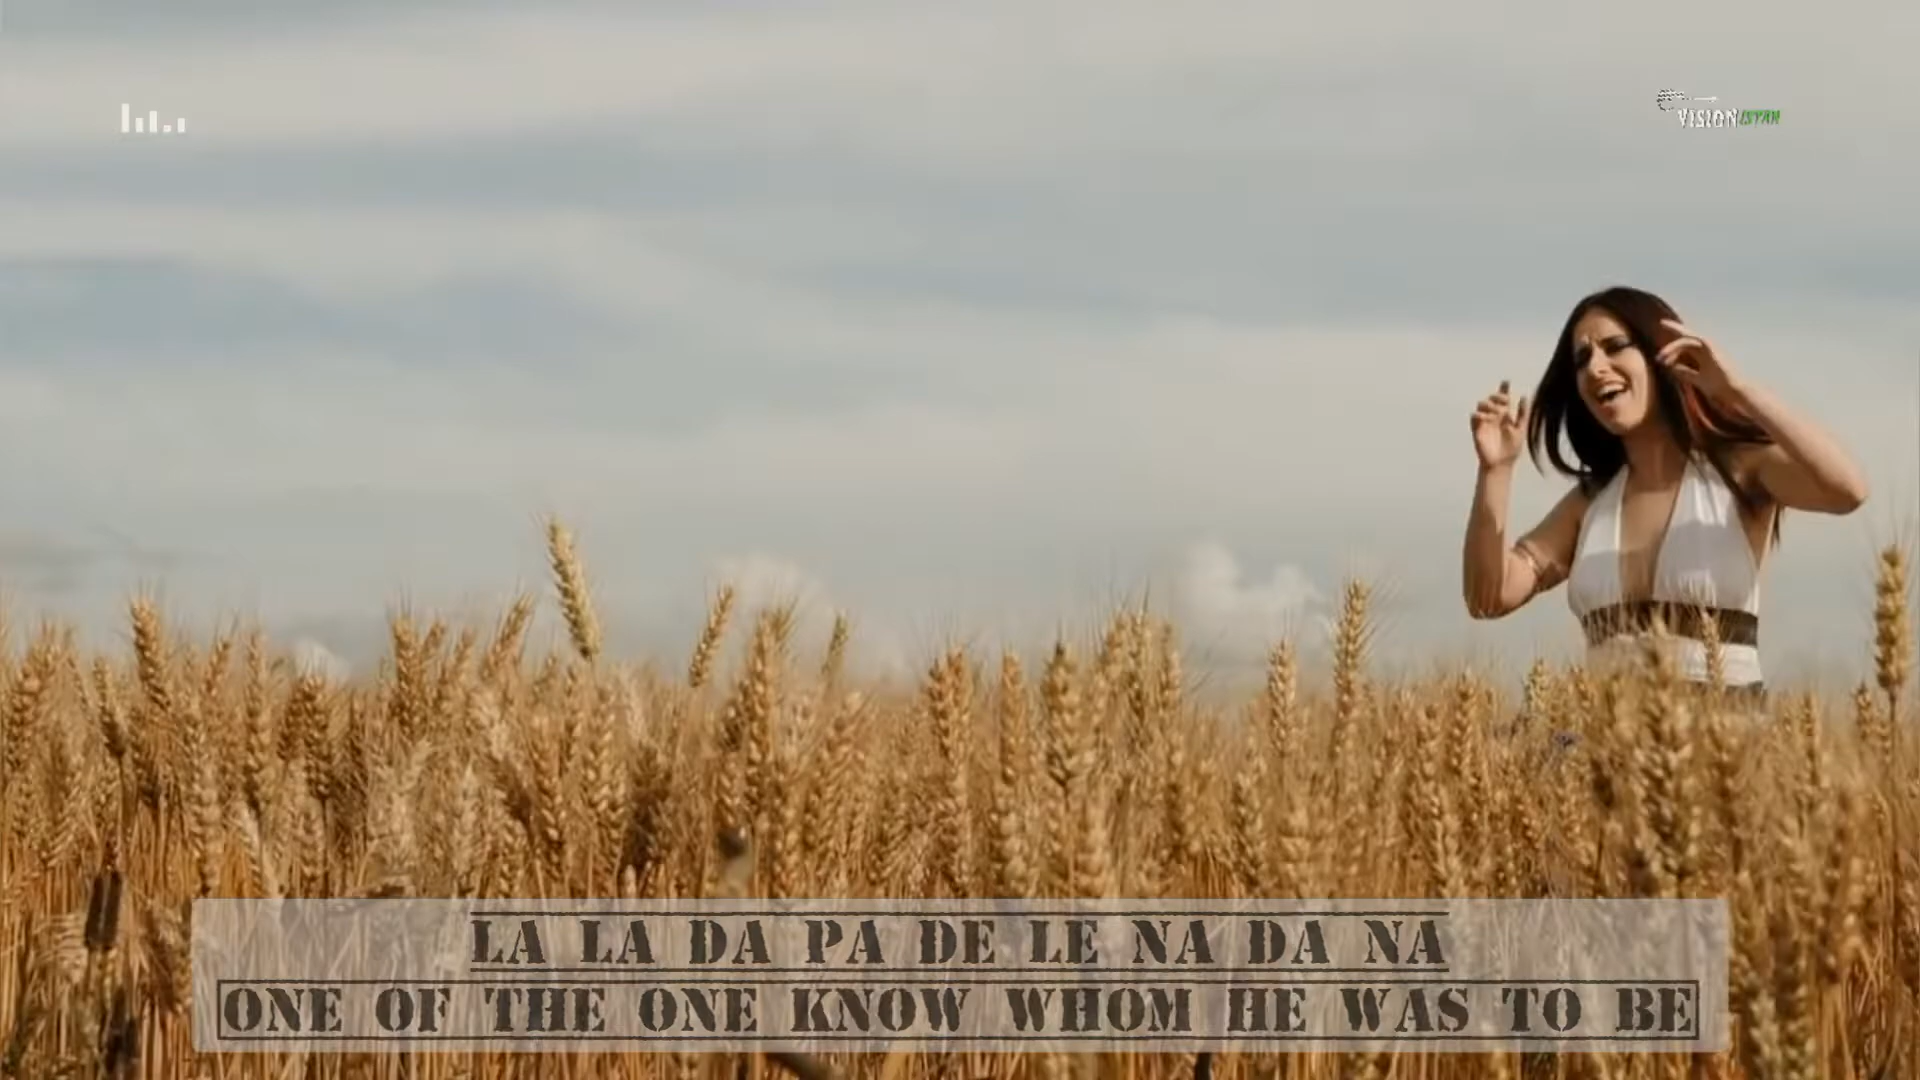 VISIONISTAN
LA LA DA PA DE LE NA DA NA
ONE OF THE ONE KNOW WHOM HE WAS TO BE